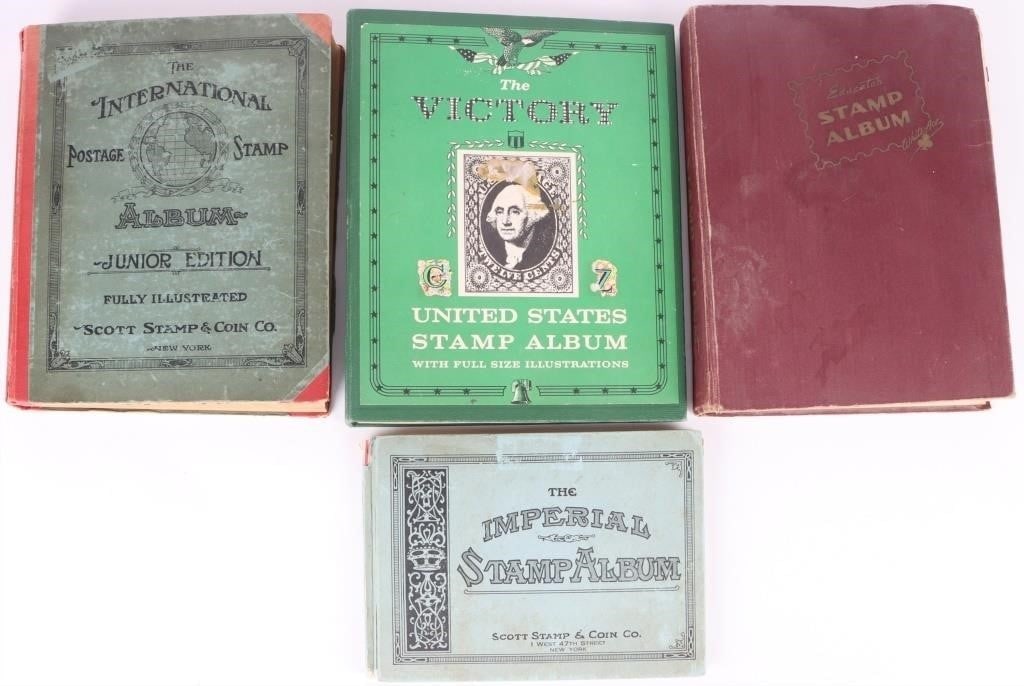 THE
INTERNATIONAL
POSTAGE STAMP
ALBUM
JUNIOR EDITION
FULLY ILLUSTRATED
SCOTT STAMP & COIN CO.
NEW YORK
The
VICTORY
TWELVE CENTS
C Z
UNITED STATES
STAMP ALBUM
WITH FULL SIZE ILLUSTRATIONS
STAMP
ALBUM
White Ace
THE
IMPERIAL
STAMP ALBUM
SCOTT STAMP & COIN CO.
1 WEST 47TH STREET
NEW YORK